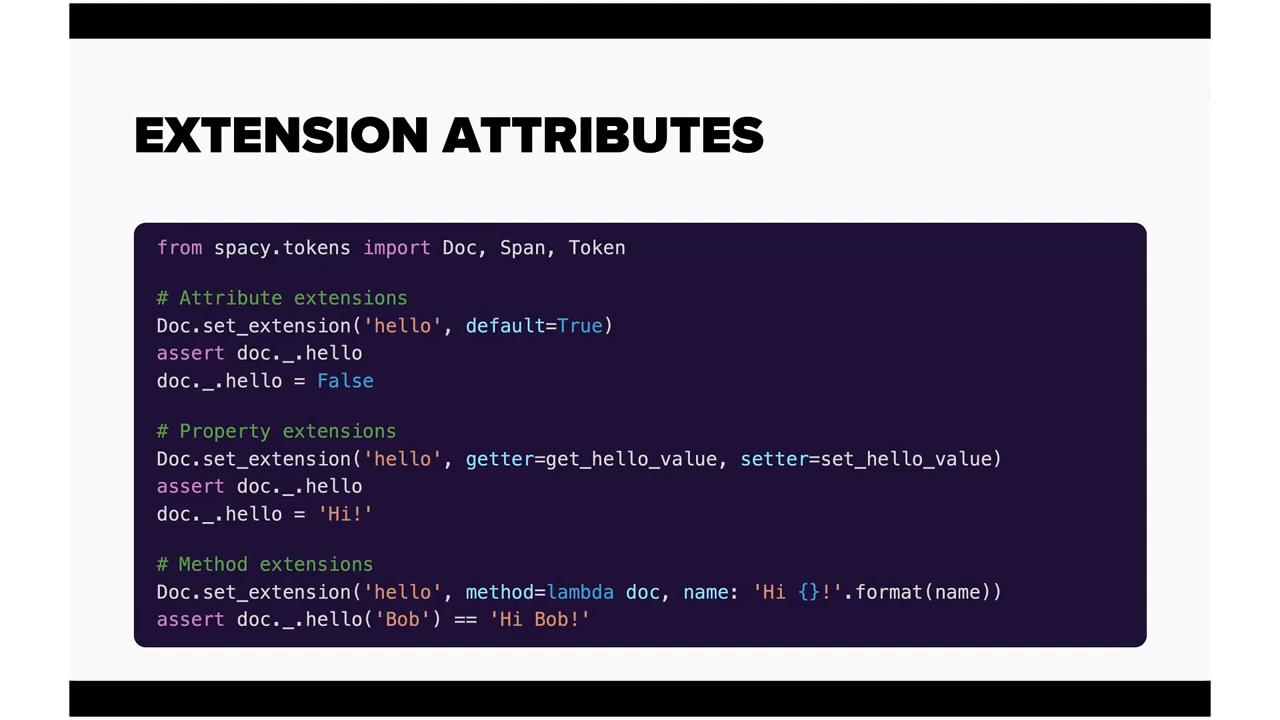 EXTENSION ATTRIBUTES
from spacy.tokens import Doc, Span, Token
# Attribute extensions
Doc.set_extension('hello', default=True)
assert doc._.hello
doc._.hello = False
# Property extensions
Doc.set_extension('hello', getter=get_hello_value, setter=set_hello_value)
assert doc._.hello
doc._.hello = 'Hi!'
# Method extensions
Doc.set_extension('hello', method=lambda doc, name: 'Hi {}!'.format(name))
assert doc._.hello('Bob') == 'Hi Bob!'